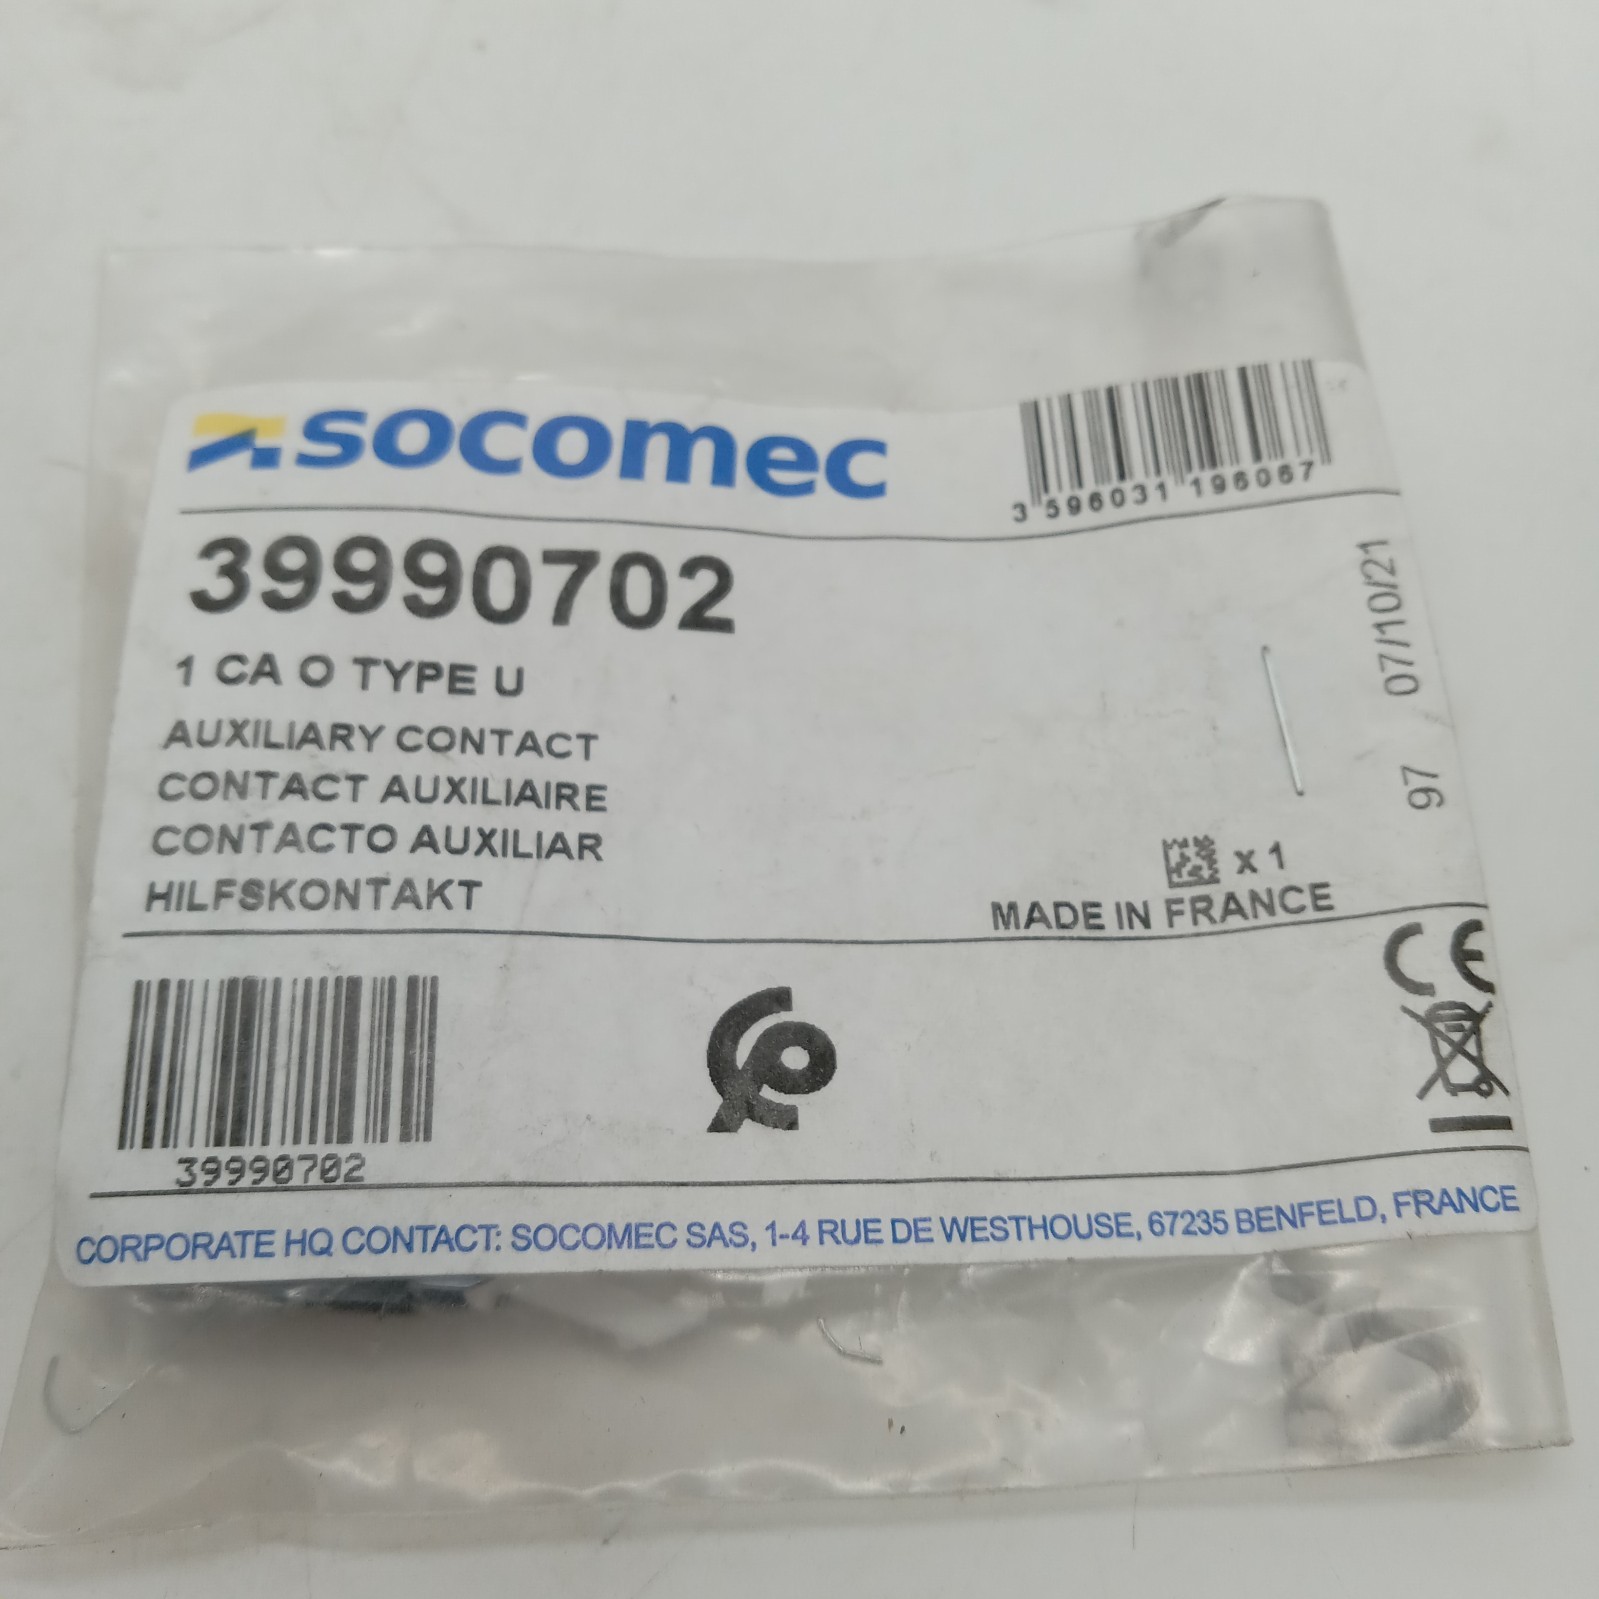 socomec
3 596031 196067
39990702
1 CA O TYPE U
AUXILIARY CONTACT
CONTACT AUXILIAIRE
CONTACTO AUXILIAR
HILFSKONTAKT
97 / 07/10/21
x 1
MADE IN FRANCE
CE
39990702
CORPORATE HQ CONTACT: SOCOMEC SAS, 1-4 RUE DE WESTHOUSE, 67235 BENFELD, FRANCE